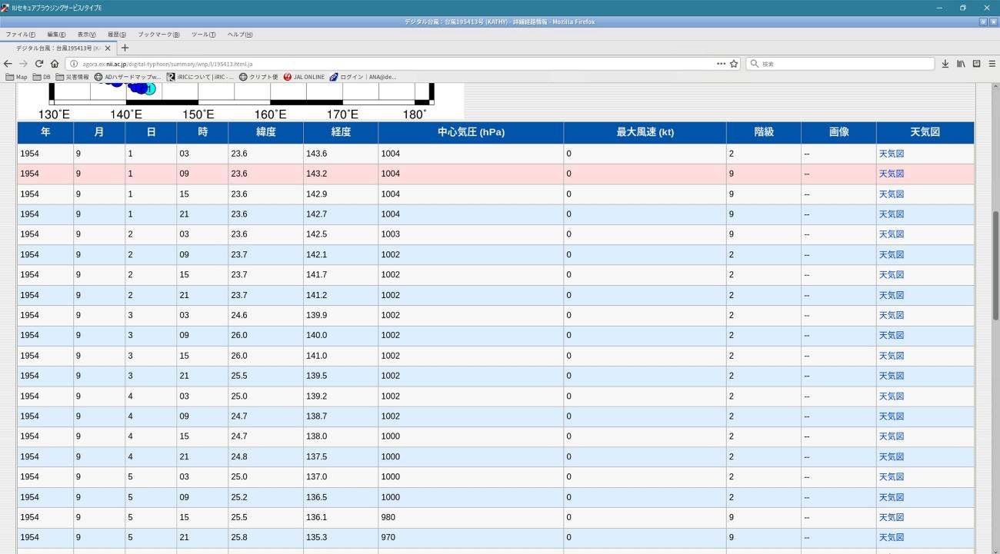 IIJセキュアブラウジングサービス/タイプE
デジタル台風：台風195413号 (KATHY) - 詳細経路情報 - Mozilla Firefox
ファイル(F) 編集(E) 表示(V) 履歴(S) ブックマーク(B) ツール(T) ヘルプ(H)
デジタル台風：台風195413号 (K
agora.ex.nii.ac.jp/digital-typhoon/summary/wnp/l/195413.html.ja
検索
Map DB 災害情報 ADハザードマップw... iRICについて | iRIC - ... クリプト便 JAL ONLINE ログイン｜ANA@de...
1
130°E 140°E 150°E 160°E 170°E 180°
年 月 日 時 緯度 経度 中心気圧 (hPa) 最大風速 (kt) 階級 画像 天気図
1954 9 1 03 23.6 143.6 1004 0 2 -- 天気図
1954 9 1 09 23.6 143.2 1004 0 9 -- 天気図
1954 9 1 15 23.6 142.9 1004 0 9 -- 天気図
1954 9 1 21 23.6 142.7 1004 0 9 -- 天気図
1954 9 2 03 23.6 142.5 1003 0 9 -- 天気図
1954 9 2 09 23.7 142.1 1002 0 2 -- 天気図
1954 9 2 15 23.7 141.7 1002 0 2 -- 天気図
1954 9 2 21 23.7 141.2 1002 0 2 -- 天気図
1954 9 3 03 24.6 139.9 1002 0 2 -- 天気図
1954 9 3 09 26.0 140.0 1002 0 2 -- 天気図
1954 9 3 15 26.0 141.0 1002 0 2 -- 天気図
1954 9 3 21 25.5 139.5 1002 0 2 -- 天気図
1954 9 4 03 25.0 139.2 1002 0 2 -- 天気図
1954 9 4 09 24.7 138.7 1002 0 2 -- 天気図
1954 9 4 15 24.7 138.0 1000 0 2 -- 天気図
1954 9 4 21 24.8 137.5 1000 0 2 -- 天気図
1954 9 5 03 25.0 137.0 1000 0 2 -- 天気図
1954 9 5 09 25.2 136.5 1000 0 2 -- 天気図
1954 9 5 15 25.5 136.1 980 0 9 -- 天気図
1954 9 5 21 25.8 135.3 970 0 9 -- 天気図